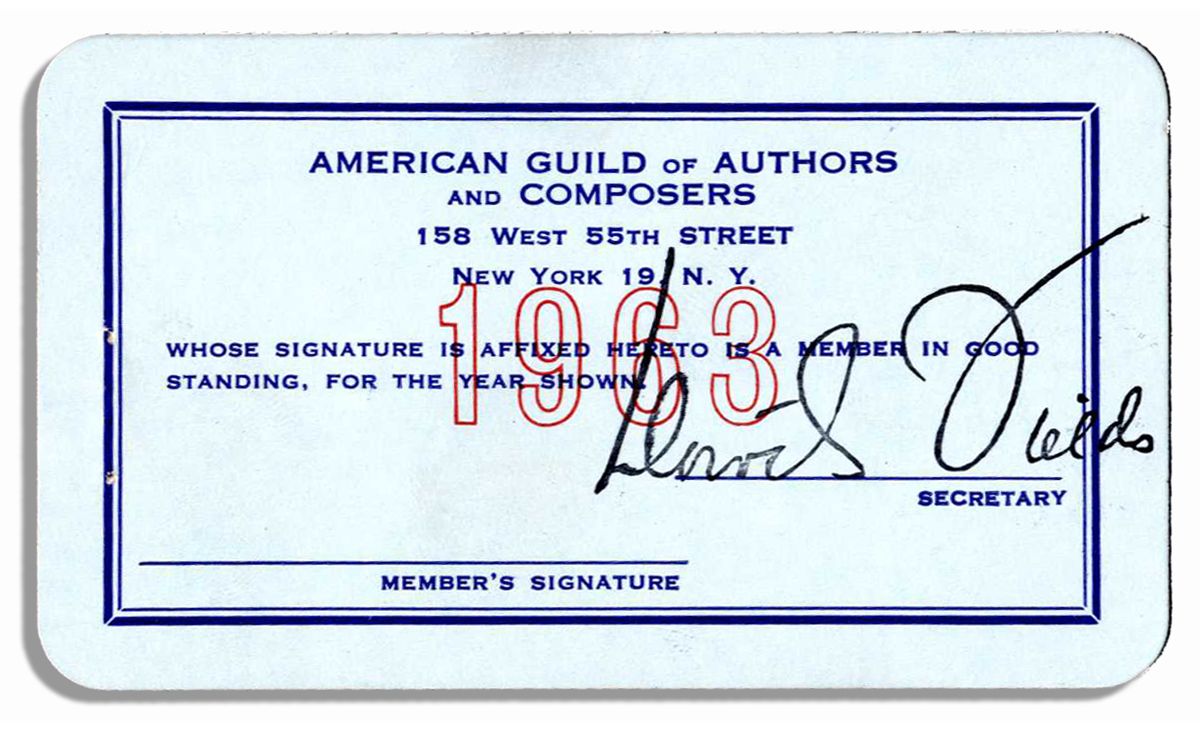 AMERICAN GUILD OF AUTHORS
AND COMPOSERS
158 WEST 55TH STREET
NEW YORK 19, N. Y.
1963
WHOSE SIGNATURE IS AFFIXED HERETO IS A MEMBER IN GOOD
STANDING, FOR THE YEAR SHOWN.
Fields
SECRETARY
MEMBER'S SIGNATURE